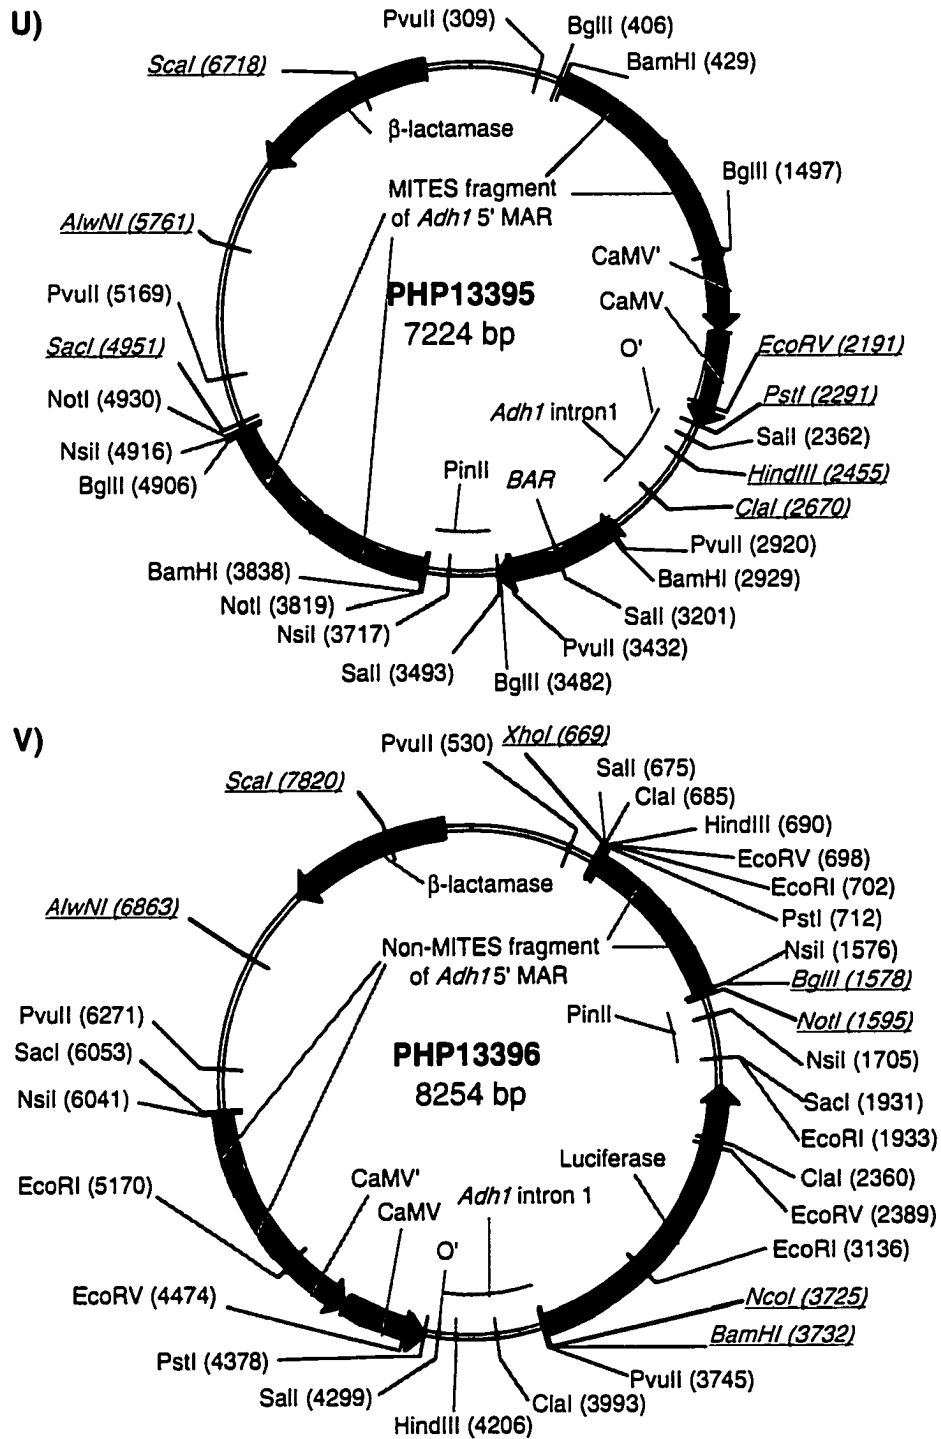 U)
PvuII (309)
BglII (406)
BamHI (429)
ScaI (6718)
β-lactamase
BglII (1497)
MITES fragment
of Adh1 5' MAR
AlwNI (5761)
CaMV'
PvuII (5169)
PHP13395
CaMV
7224 bp
SacI (4951)
O'
EcoRV (2191)
NotI (4930)
PstI (2291)
Adh1 intron1
SalI (2362)
NsiI (4916)
PinII
BAR
HindIII (2455)
BglII (4906)
ClaI (2670)
PvuII (2920)
BamHI (3838)
BamHI (2929)
NotI (3819)
SalI (3201)
NsiI (3717)
PvuII (3432)
SalI (3493)
BglII (3482)
V)
PvuII (530)
XhoI (669)
SalI (675)
ScaI (7820)
ClaI (685)
HindIII (690)
EcoRV (698)
β-lactamase
EcoRI (702)
AlwNI (6863)
PstI (712)
Non-MITES fragment
of Adh1 5' MAR
NsiI (1576)
BglII (1578)
PvuII (6271)
PinII
NotI (1595)
SacI (6053)
PHP13396
NsiI (1705)
8254 bp
NsiI (6041)
SacI (1931)
EcoRI (1933)
Luciferase
ClaI (2360)
EcoRI (5170)
CaMV'
Adh1 intron 1
CaMV
EcoRV (2389)
O'
EcoRI (3136)
EcoRV (4474)
NcoI (3725)
BamHI (3732)
PstI (4378)
PvuII (3745)
SalI (4299)
ClaI (3993)
HindIII (4206)